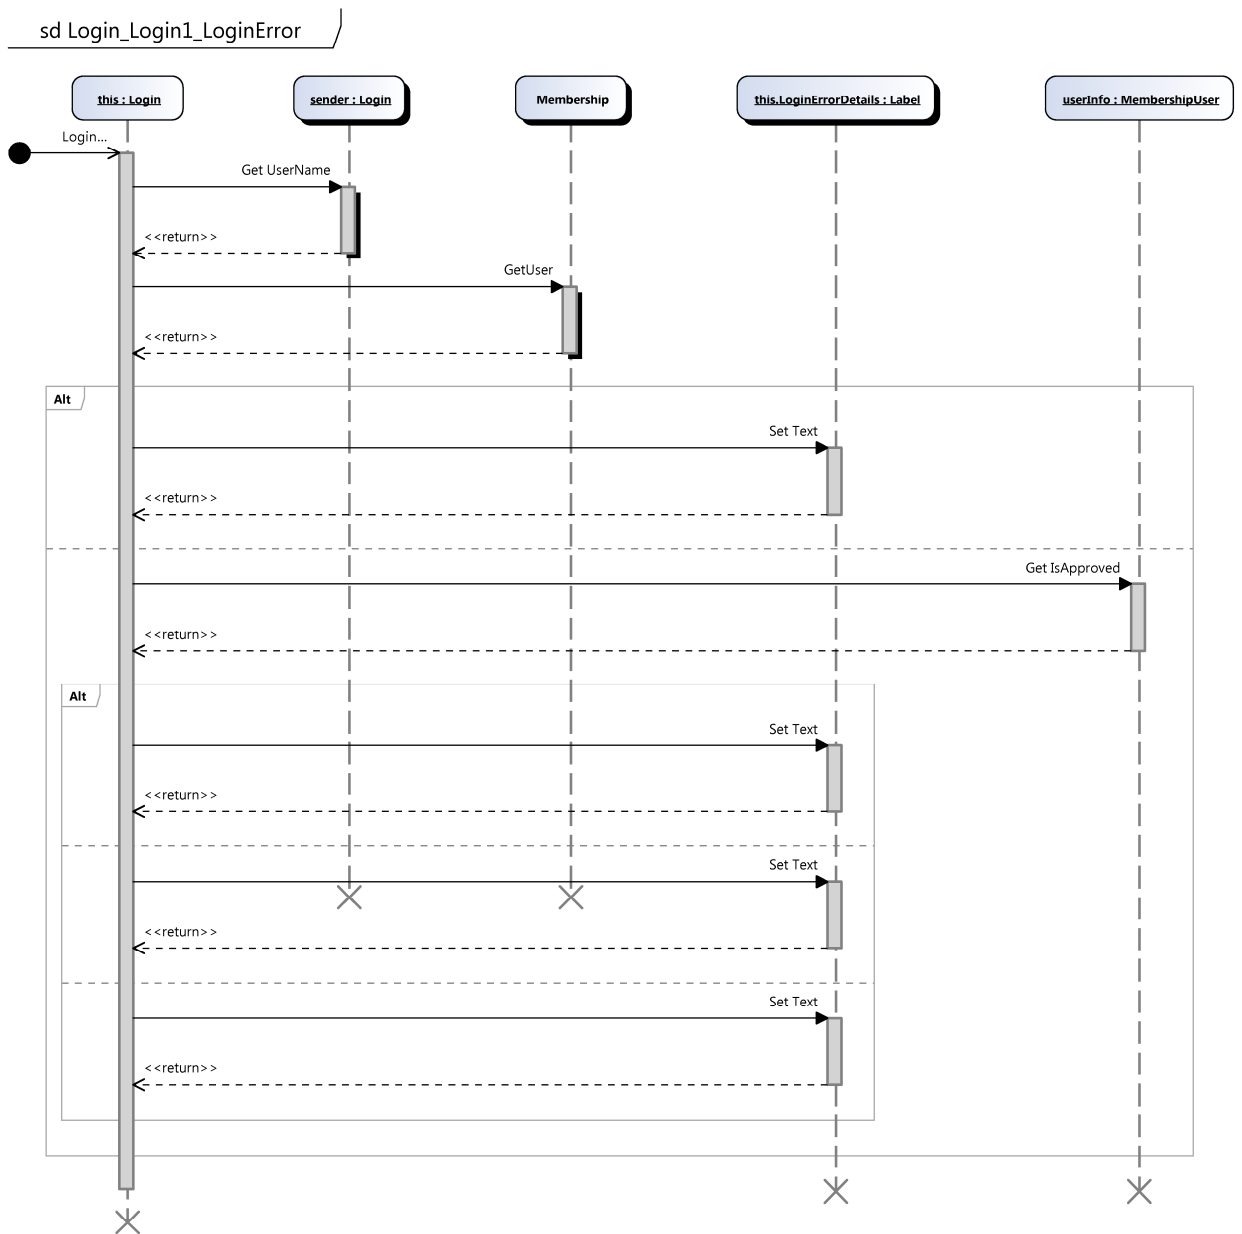 sd Login_Login1_LoginError
this : Login
sender : Login
Membership
this.LoginErrorDetails : Label
userInfo : MembershipUser
Login...
Get UserName
<<return>>
GetUser
<<return>>
Alt
Set Text
<<return>>
Get IsApproved
<<return>>
Alt
Set Text
<<return>>
Set Text
<<return>>
Set Text
<<return>>